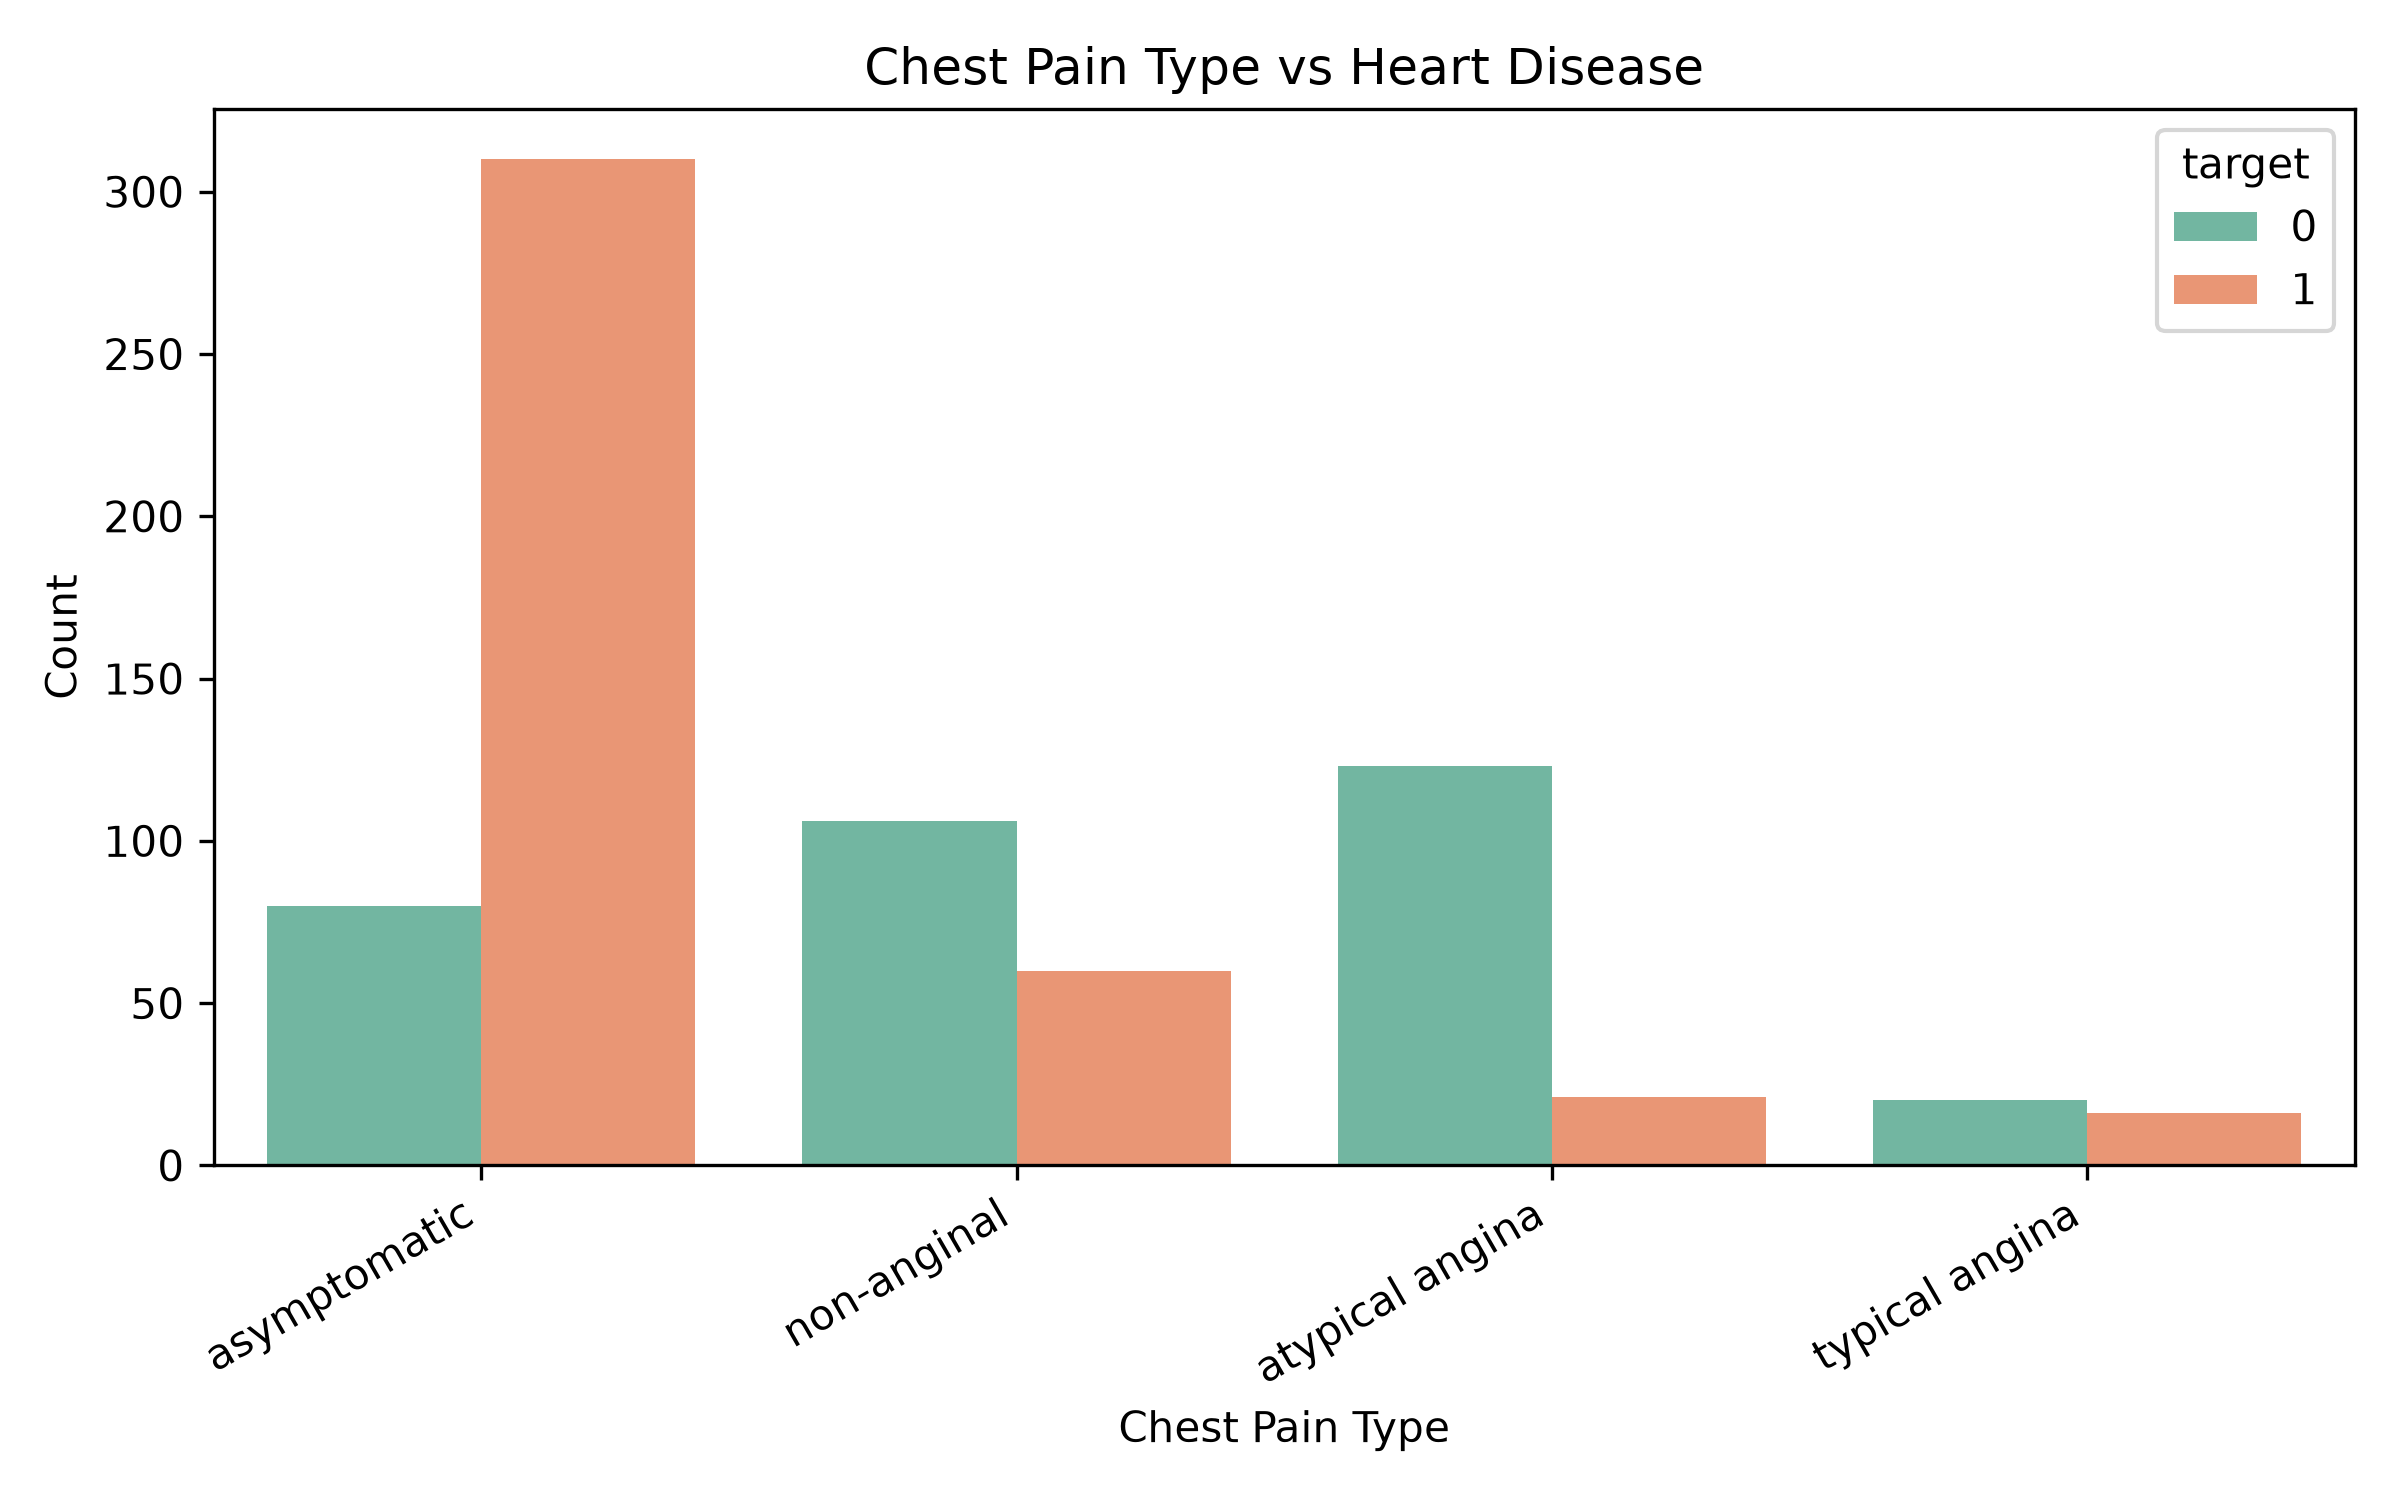 Chest Pain Type vs Heart Disease
target
0
1
Count
300
250
200
150
100
50
0
asymptomatic
non-anginal
atypical angina
typical angina
Chest Pain Type